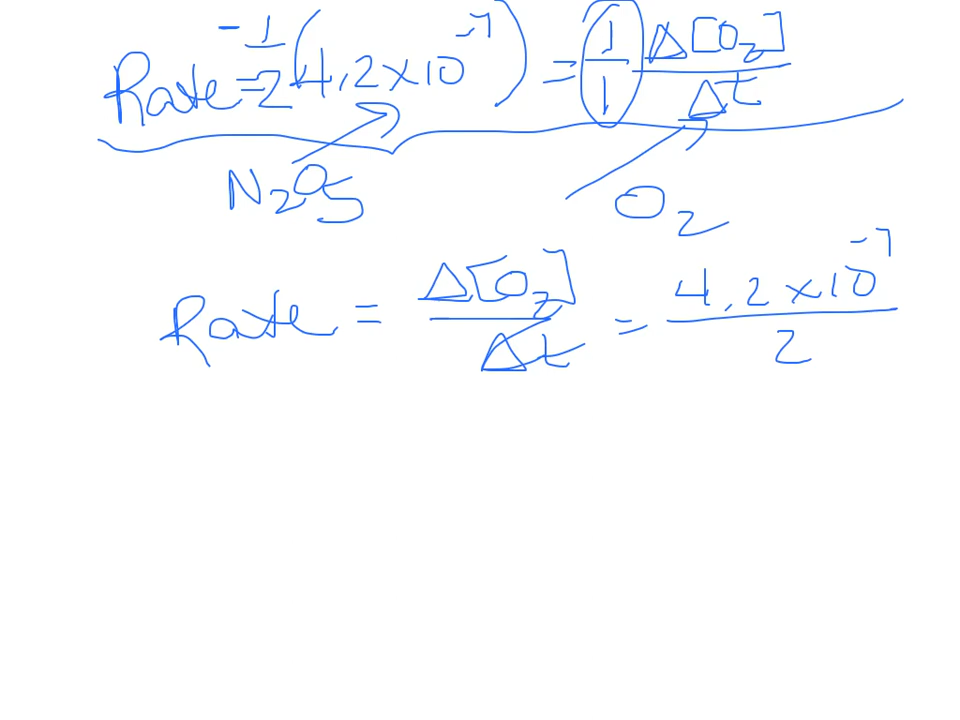 Rate = -1/2 (4.2×10^-7) = 1/1 Δ[O2]/Δt
N2O5 O2
Rate = Δ[O2]/Δt = 4.2×10^-7/2